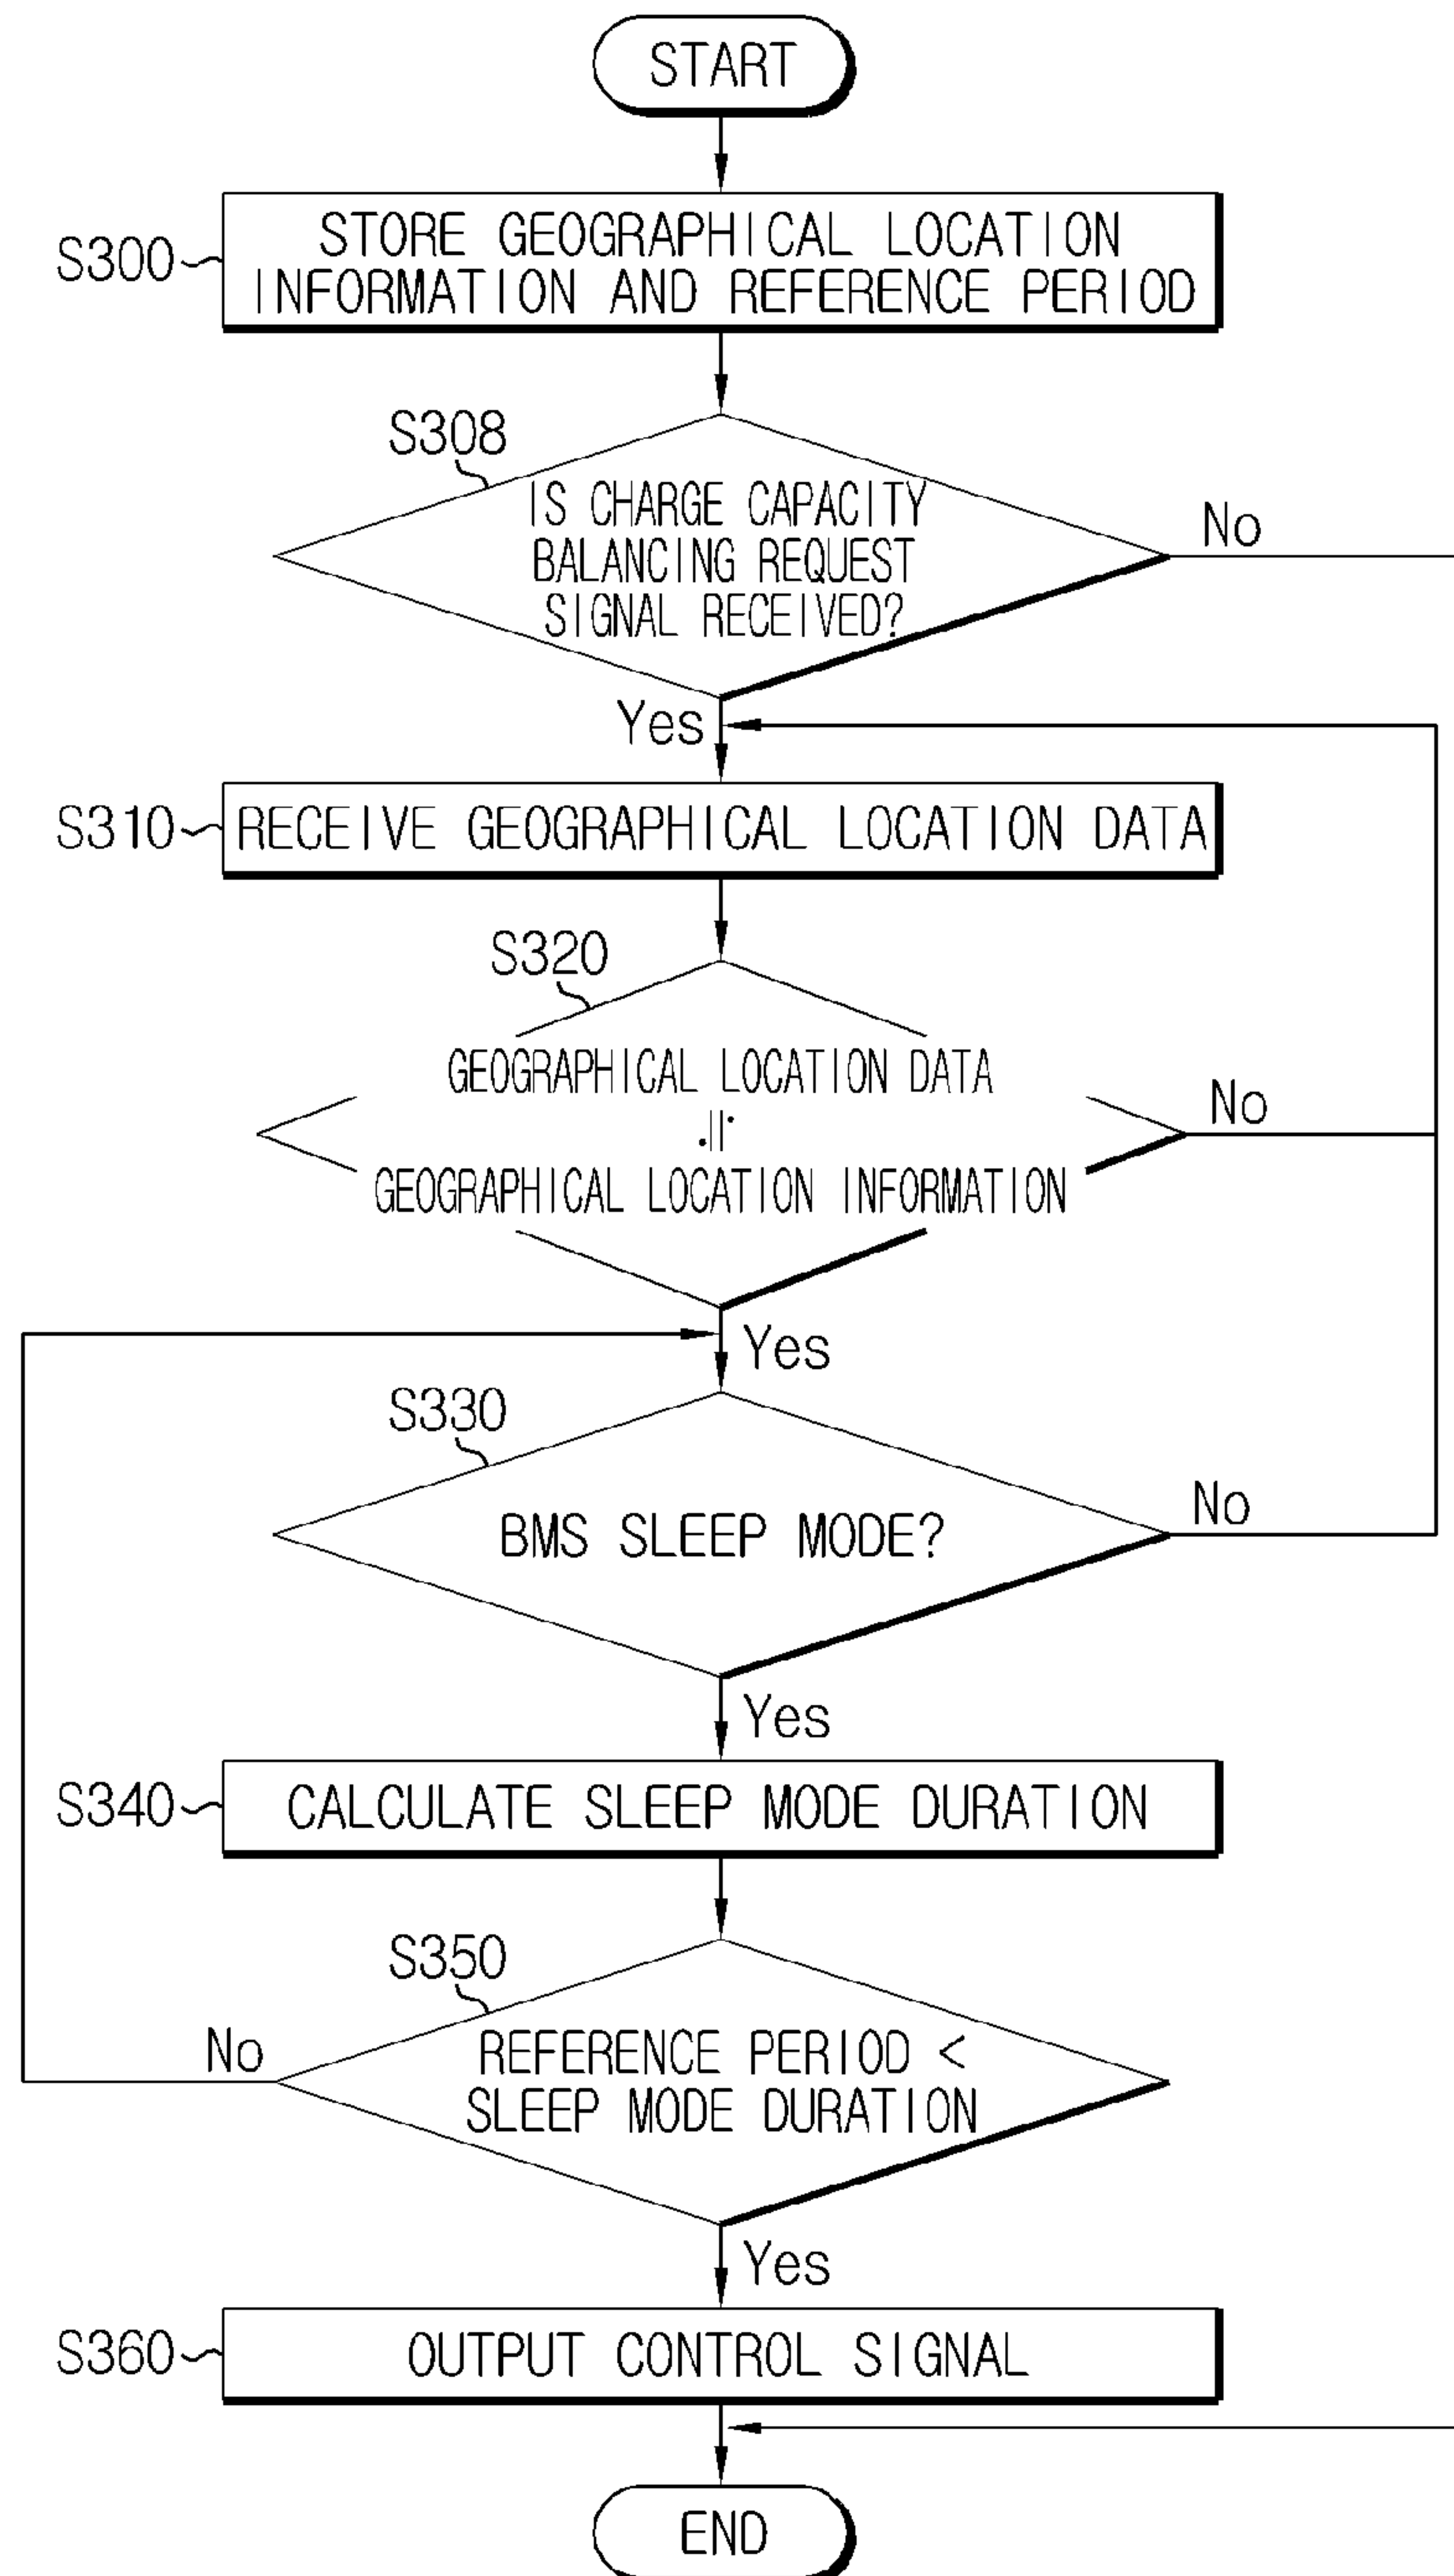 START
S300
STORE GEOGRAPHICAL LOCATION
INFORMATION AND REFERENCE PERIOD
S308
IS CHARGE CAPACITY
BALANCING REQUEST
SIGNAL RECEIVED?
No
Yes
S310
RECEIVE GEOGRAPHICAL LOCATION DATA
S320
GEOGRAPHICAL LOCATION DATA
≒
GEOGRAPHICAL LOCATION INFORMATION
No
Yes
S330
BMS SLEEP MODE?
No
Yes
S340
CALCULATE SLEEP MODE DURATION
S350
REFERENCE PERIOD <
SLEEP MODE DURATION
No
Yes
S360
OUTPUT CONTROL SIGNAL
END